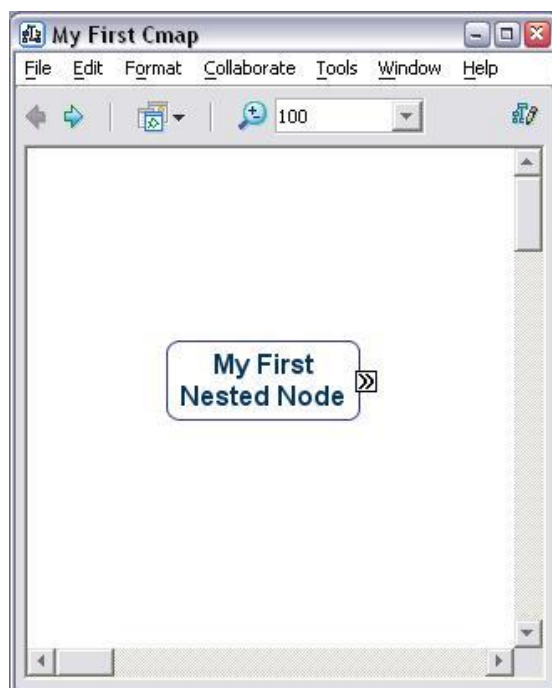 My First Cmap
File Edit Format Collaborate Tools Window Help
100
My First
Nested Node